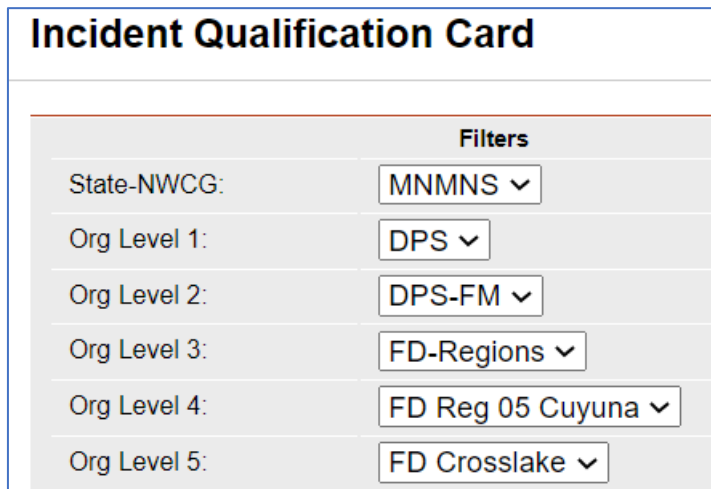 Incident Qualification Card
Filters
State-NWCG: MNMNS
Org Level 1: DPS
Org Level 2: DPS-FM
Org Level 3: FD-Regions
Org Level 4: FD Reg 05 Cuyuna
Org Level 5: FD Crosslake